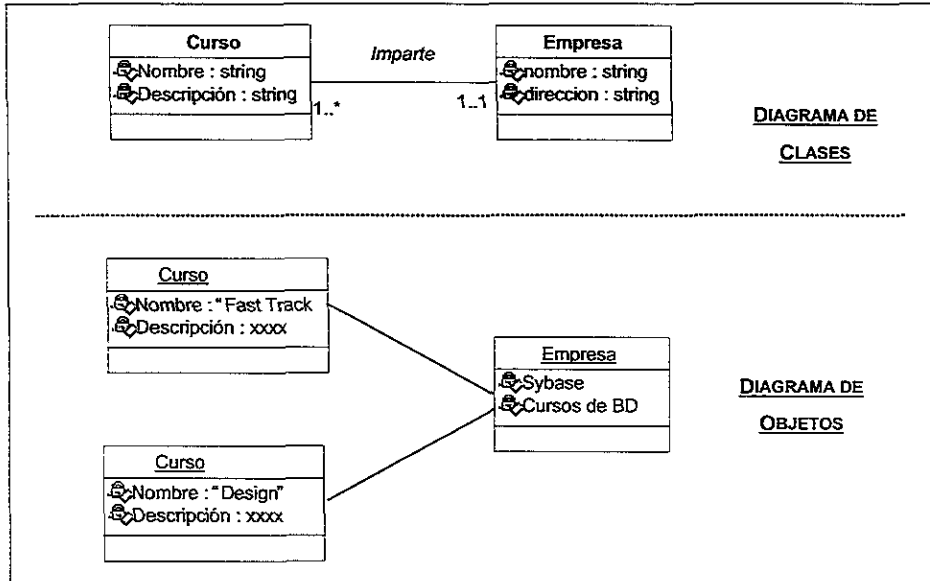 Curso
Nombre : string
Descripción : string
Imparte
1..*
1..1
Empresa
nombre : string
direccion : string
DIAGRAMA DE
CLASES
Curso
Nombre : "Fast Track
Descripción : xxxx
Empresa
Sybase
Cursos de BD
DIAGRAMA DE
OBJETOS
Curso
Nombre : "Design"
Descripción : xxxx